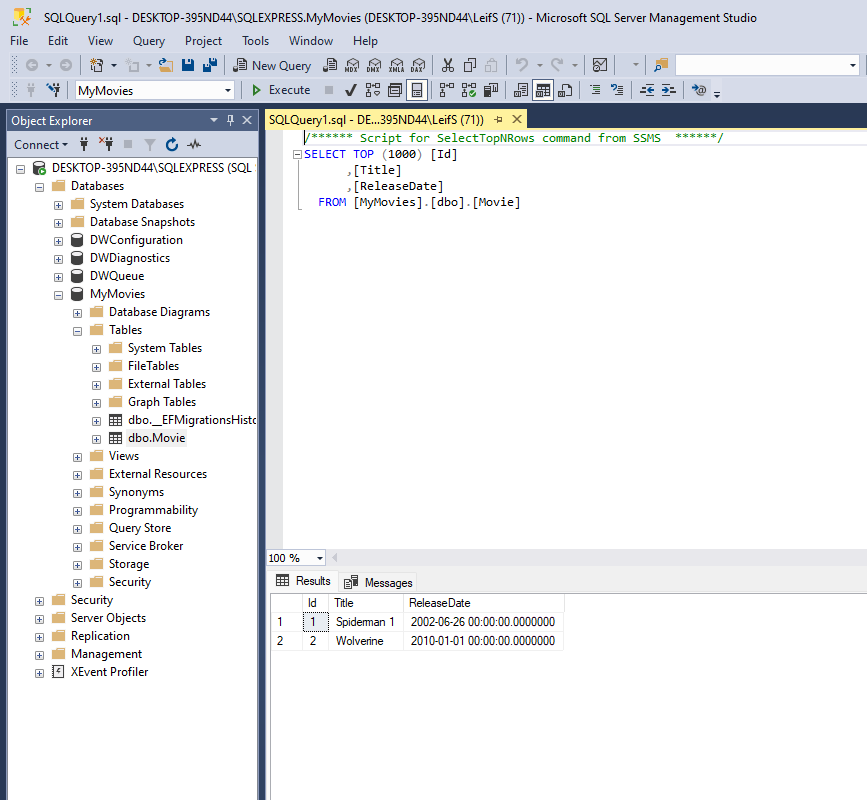 SQLQuery1.sql - DESKTOP-395ND44\SQLEXPRESS.MyMovies (DESKTOP-395ND44\LeifS (71)) - Microsoft SQL Server Management Studio
File Edit View Query Project Tools Window Help
New Query MDX DMX XMLA DAX
MyMovies Execute
Object Explorer
SQLQuery1.sql - DE...395ND44\LeifS (71))
Connect
DESKTOP-395ND44\SQLEXPRESS (SQL
Databases
System Databases
Database Snapshots
DWConfiguration
DWDiagnostics
DWQueue
MyMovies
Database Diagrams
Tables
System Tables
FileTables
External Tables
Graph Tables
dbo.__EFMigrationsHisto
dbo.Movie
Views
External Resources
Synonyms
Programmability
Query Store
Service Broker
Storage
Security
Security
Server Objects
Replication
Management
XEvent Profiler
/****** Script for SelectTopNRows command from SSMS  ******/
SELECT TOP (1000) [Id]
,[Title]
,[ReleaseDate]
FROM [MyMovies].[dbo].[Movie]
100 %
Results Messages
Id Title ReleaseDate
1 1 Spiderman 1 2002-06-26 00:00:00.0000000
2 2 Wolverine 2010-01-01 00:00:00.0000000